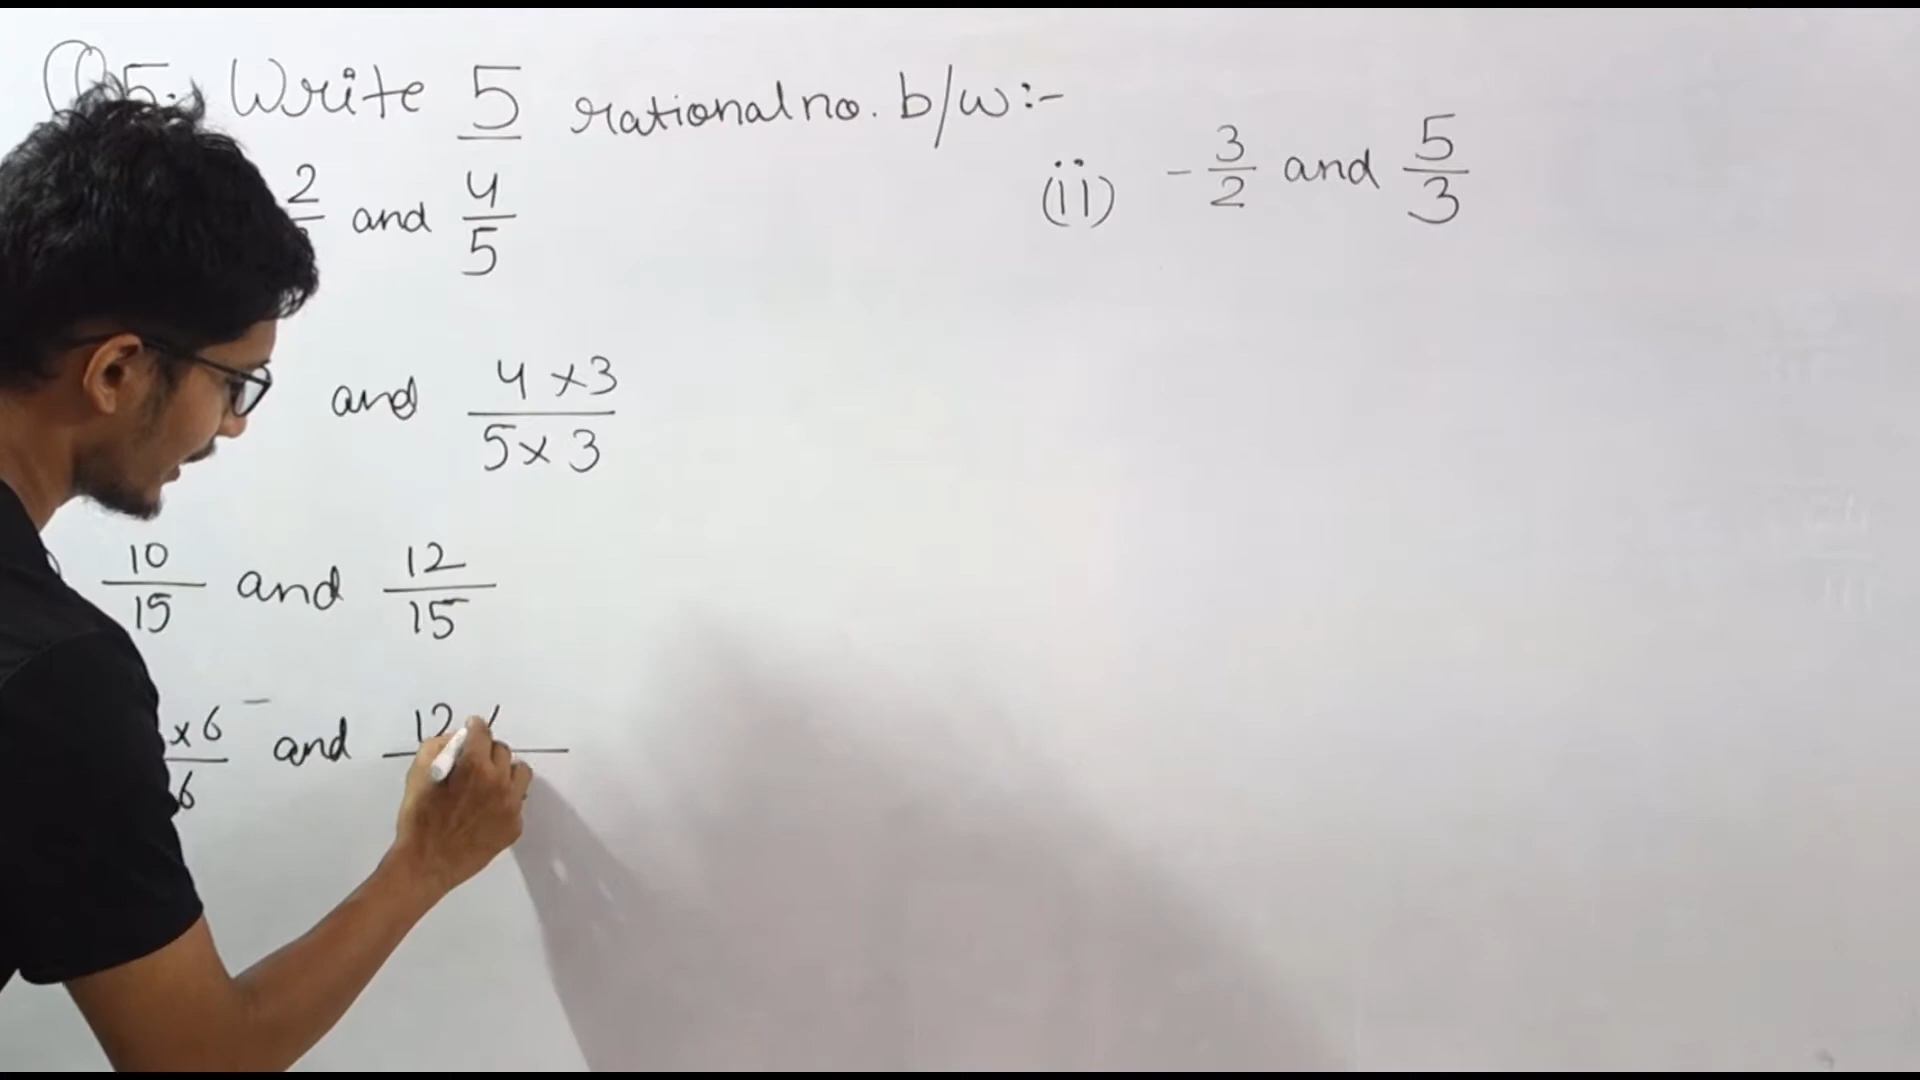 Q5. Write 5 rational no. b/w:-
2 and 4/5
(ii) -3/2 and 5/3
and 4×3/5×3
10/15 and 12/15
×6/6 and 12